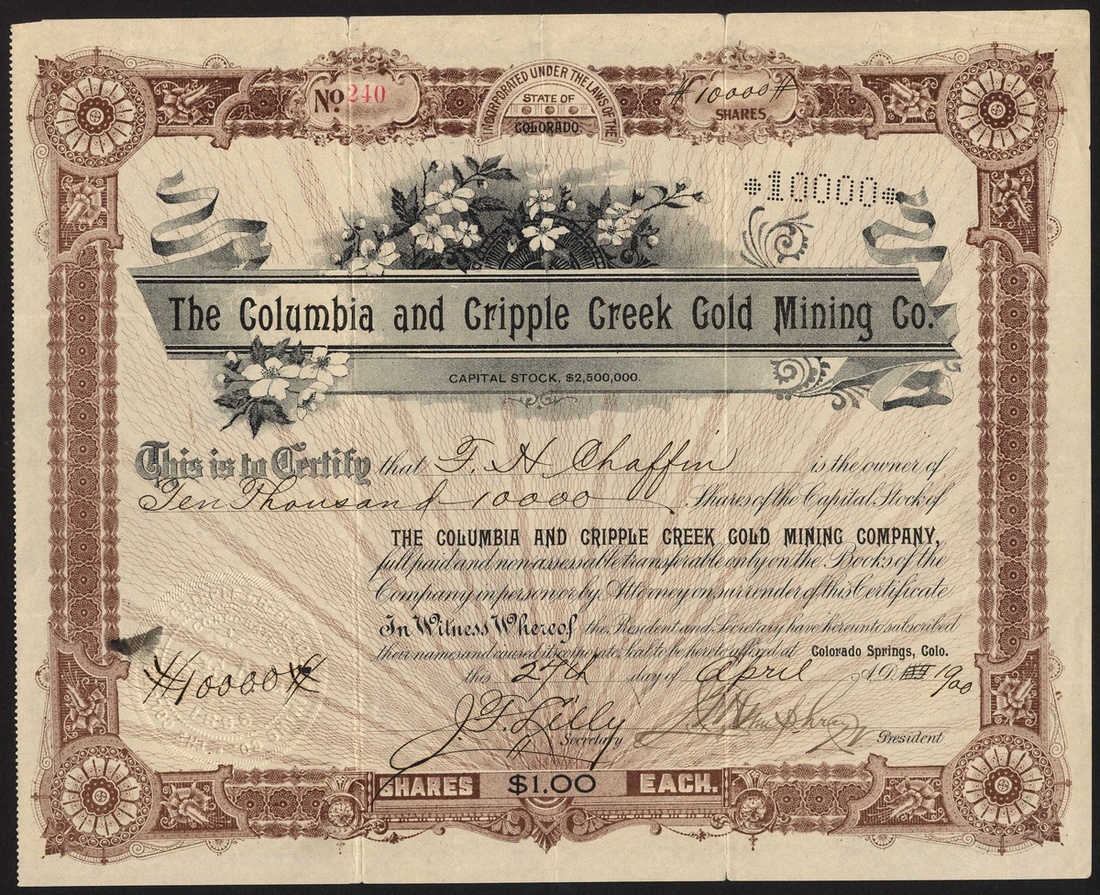 No. 240
INCORPORATED UNDER THE LAWS OF THE
STATE OF
COLORADO.
#10000#
SHARES
*10000*
The Columbia and Cripple Creek Gold Mining Co.
CAPITAL STOCK, $2,500,000.
This is to Certify that F. H Chaffin is the owner of
Ten Thousand 10000 Shares of the Capital Stock of
THE COLUMBIA AND CRIPPLE CREEK GOLD MINING COMPANY,
full paid and non assessable transferable only on the Books of the
Company in person or by Attorney on surrender of this Certificate
In Witness Whereof the President and Secretary have hereunto subscribed
their names and caused its corporate seal to be hereto affixed at Colorado Springs, Colo.
this 27th day of April A.D. 1900
#10000#
J F Lilly Secretary
President
SHARES $1.00 EACH.